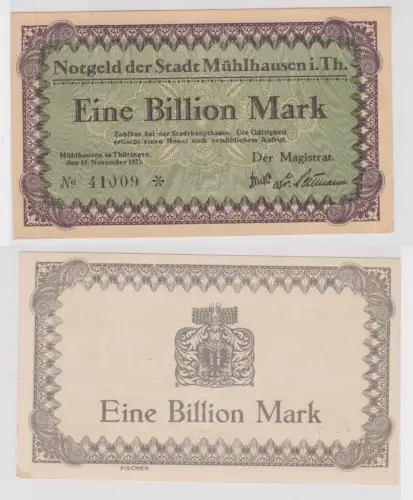 Notgeld der Stadt Mühlhausen i. Th.
Eine Billion Mark
Zahlbar bei der Stadthauptkasse. Die Gültigkeit
erlischt einen Monat nach ortsüblichem Aufruf.
Mühlhausen in Thüringen
den 15. November 1923.
Der Magistrat.
No 41009 *
Eine Billion Mark
FISCHER